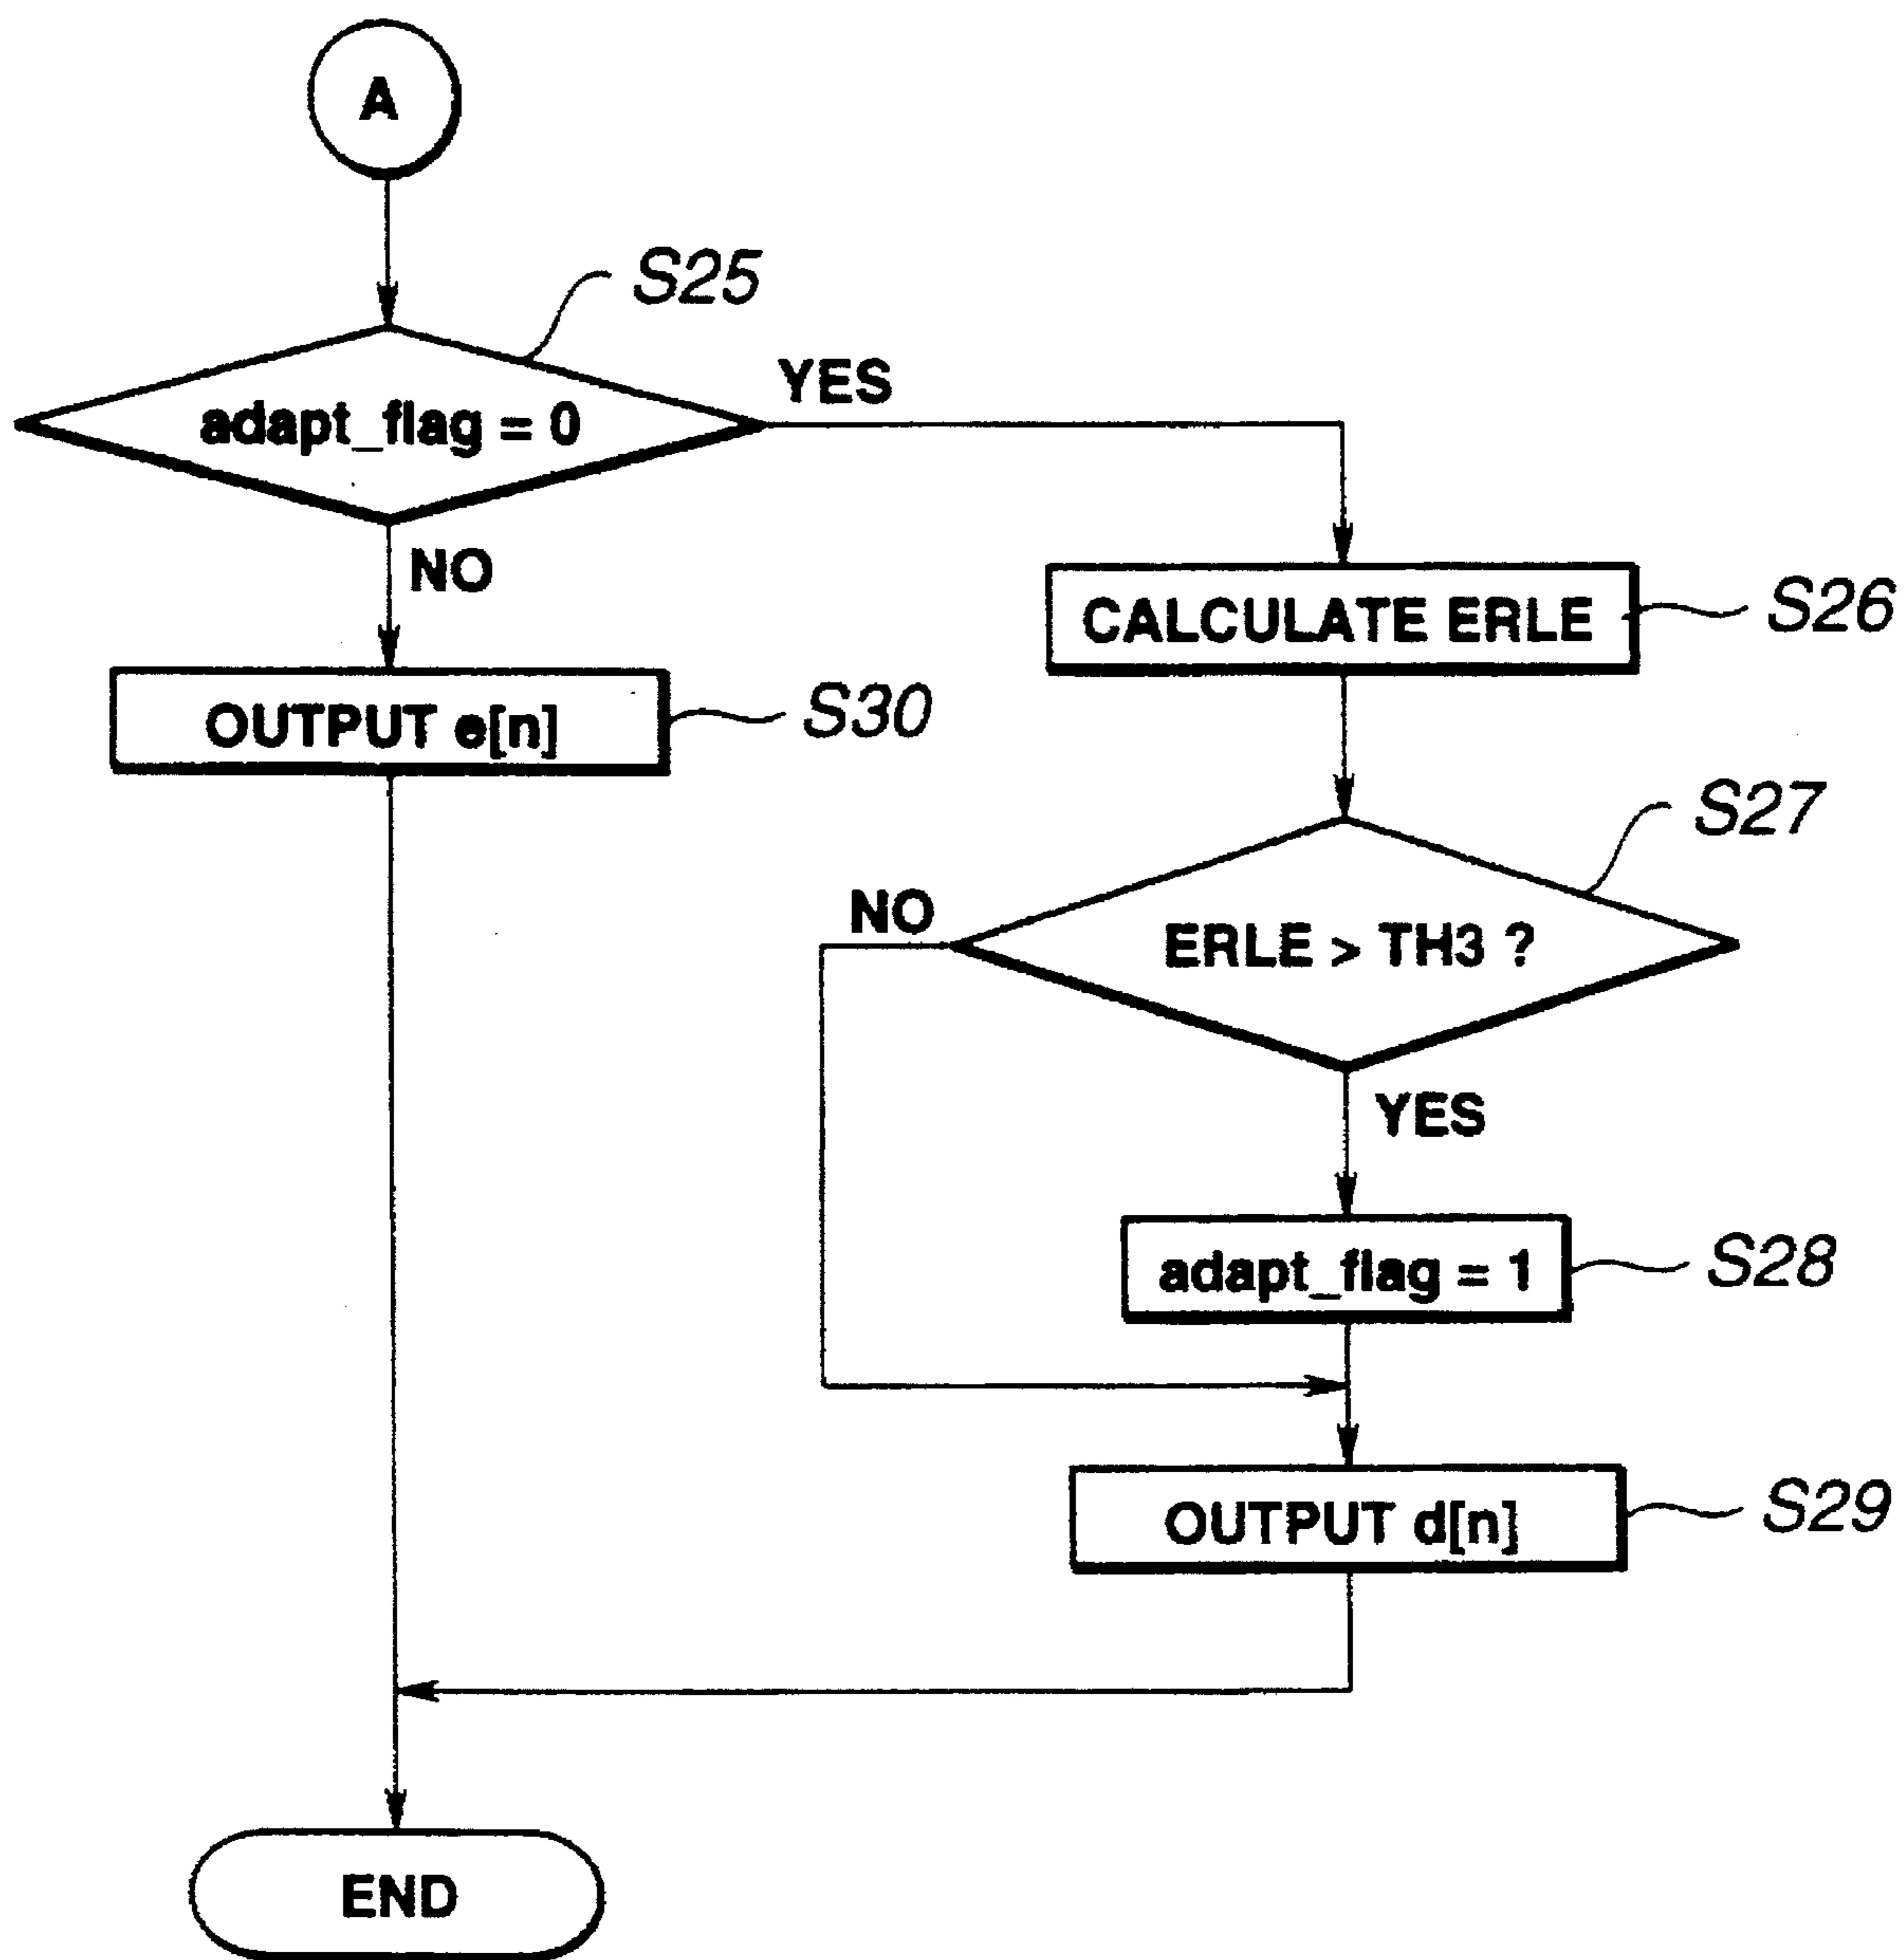 A
S25
adapt_flag = 0
YES
NO
CALCULATE ERLE
S26
OUTPUT e[n]
S30
S27
NO
ERLE > TH3 ?
YES
adapt_flag = 1
S28
OUTPUT d[n]
S29
END